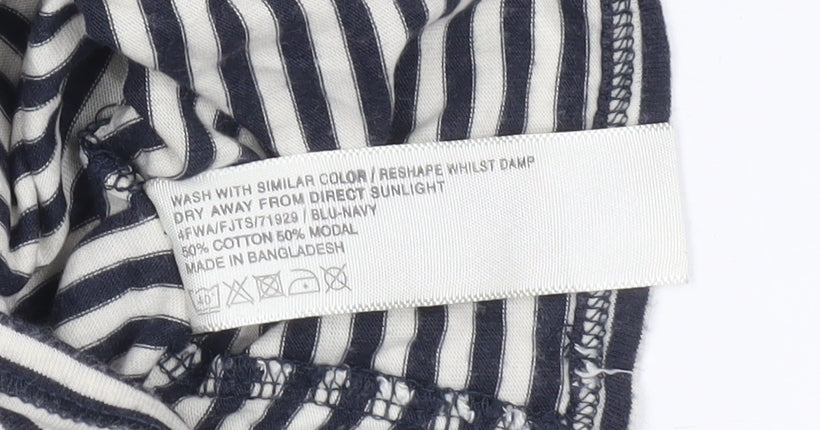 WASH WITH SIMILAR COLOR / RESHAPE WHILST DAMP
DRY AWAY FROM DIRECT SUNLIGHT
4FWA/FJTS/71929 / BLU-NAVY
50% COTTON 50% MODAL
MADE IN BANGLADESH
40